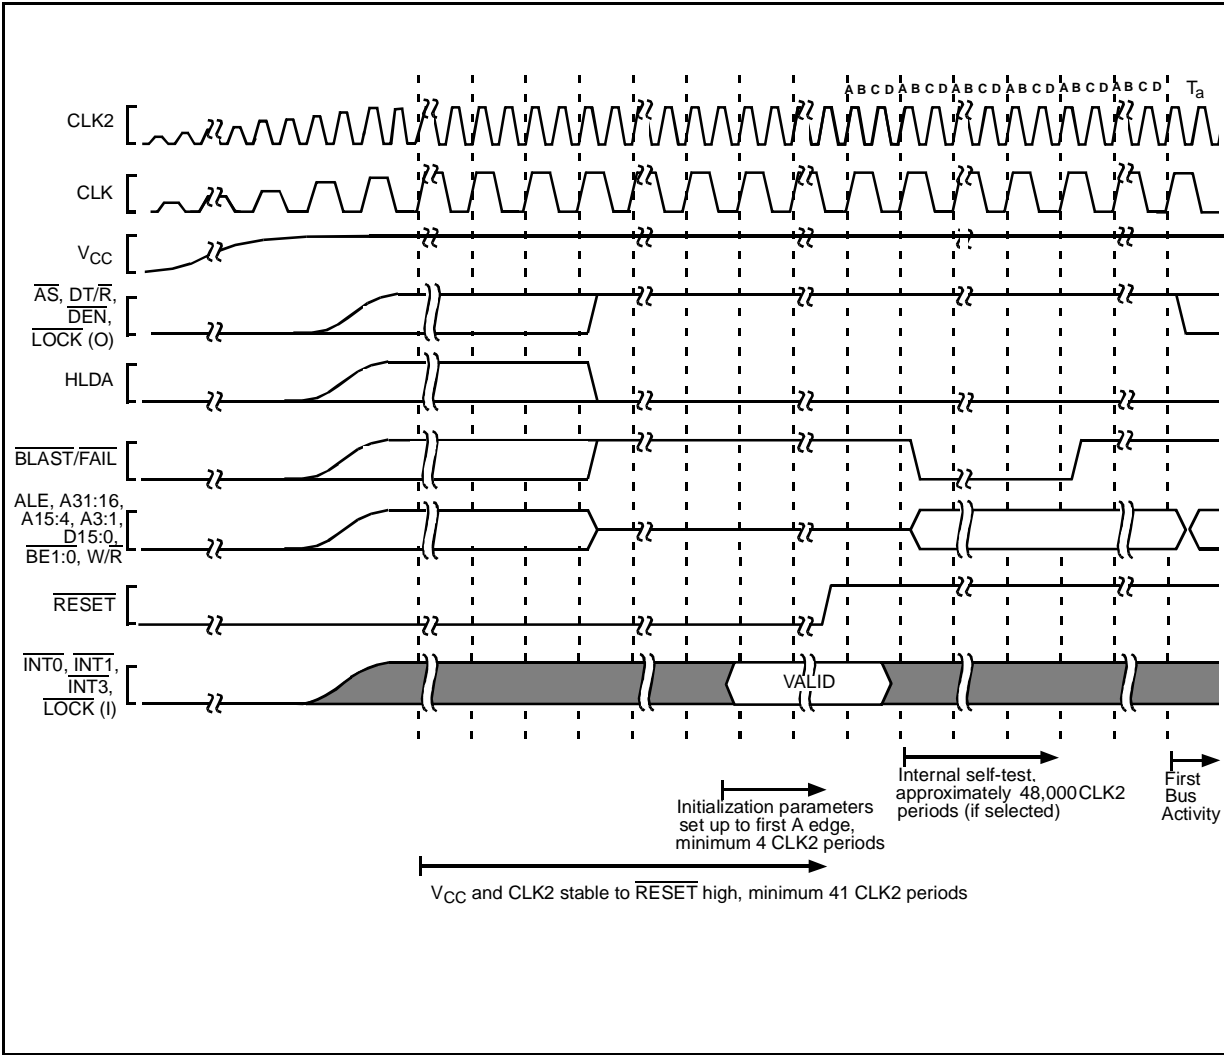 A B C D A B C D A B C D A B C D A B C D A B C D Ta
CLK2
CLK
VCC
AS, DT/R,
DEN,
LOCK (O)
HLDA
BLAST/FAIL
ALE, A31:16,
A15:4, A3:1,
D15:0,
BE1:0, W/R
RESET
INT0, INT1,
INT3,
LOCK (I)
VALID
Initialization parameters
set up to first A edge,
minimum 4 CLK2 periods
Internal self-test,
approximately 48,000CLK2
periods (if selected)
First
Bus
Activity
VCC and CLK2 stable to RESET high, minimum 41 CLK2 periods